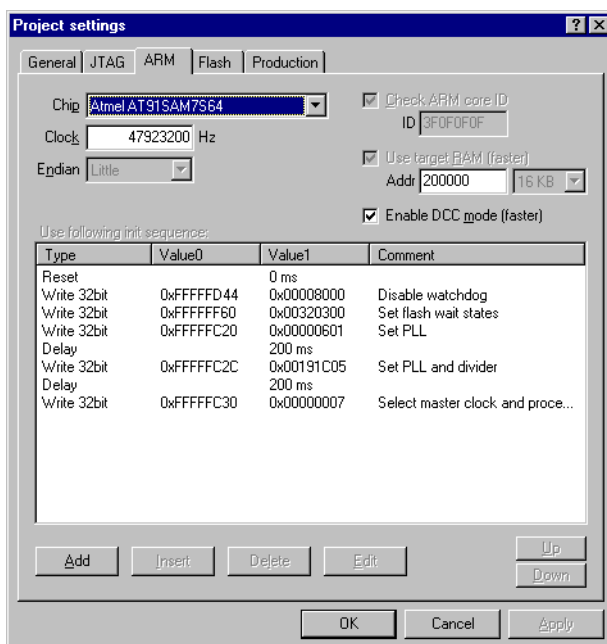 Project settings
General JTAG ARM Flash Production
Chip Atmel AT91SAM7S64
Clock 47923200 Hz
Endian Little
Check ARM core ID
ID 3F0F0F0F
Use target RAM (faster)
Addr 200000 16 KB
Enable DCC mode (faster)
Use following init sequence:
Type Value0 Value1 Comment
Reset 0 ms
Write 32bit 0xFFFFFD44 0x00008000 Disable watchdog
Write 32bit 0xFFFFFF60 0x00320300 Set flash wait states
Write 32bit 0xFFFFFC20 0x00000601 Set PLL
Delay 200 ms
Write 32bit 0xFFFFFC2C 0x00191C05 Set PLL and divider
Delay 200 ms
Write 32bit 0xFFFFFC30 0x00000007 Select master clock and proce...
Add Insert Delete Edit Up
Down
OK Cancel Apply